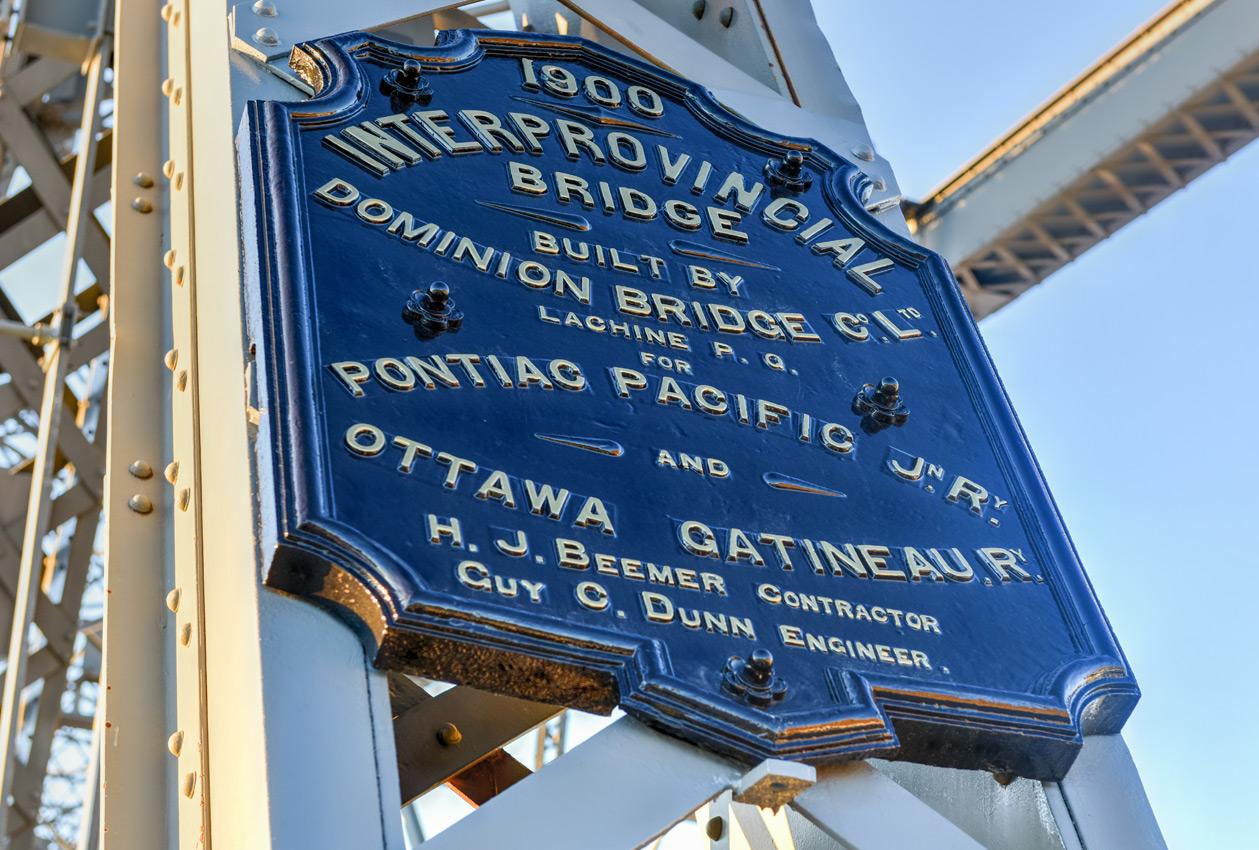 1900
INTERPROVINCIAL
BRIDGE
BUILT BY
DOMINION BRIDGE Cº. LTD.
LACHINE P. Q.
FOR
PONTIAC PACIFIC JN. RY.
AND
OTTAWA GATINEAU RY.
H. J. BEEMER CONTRACTOR
GUY C. DUNN ENGINEER.